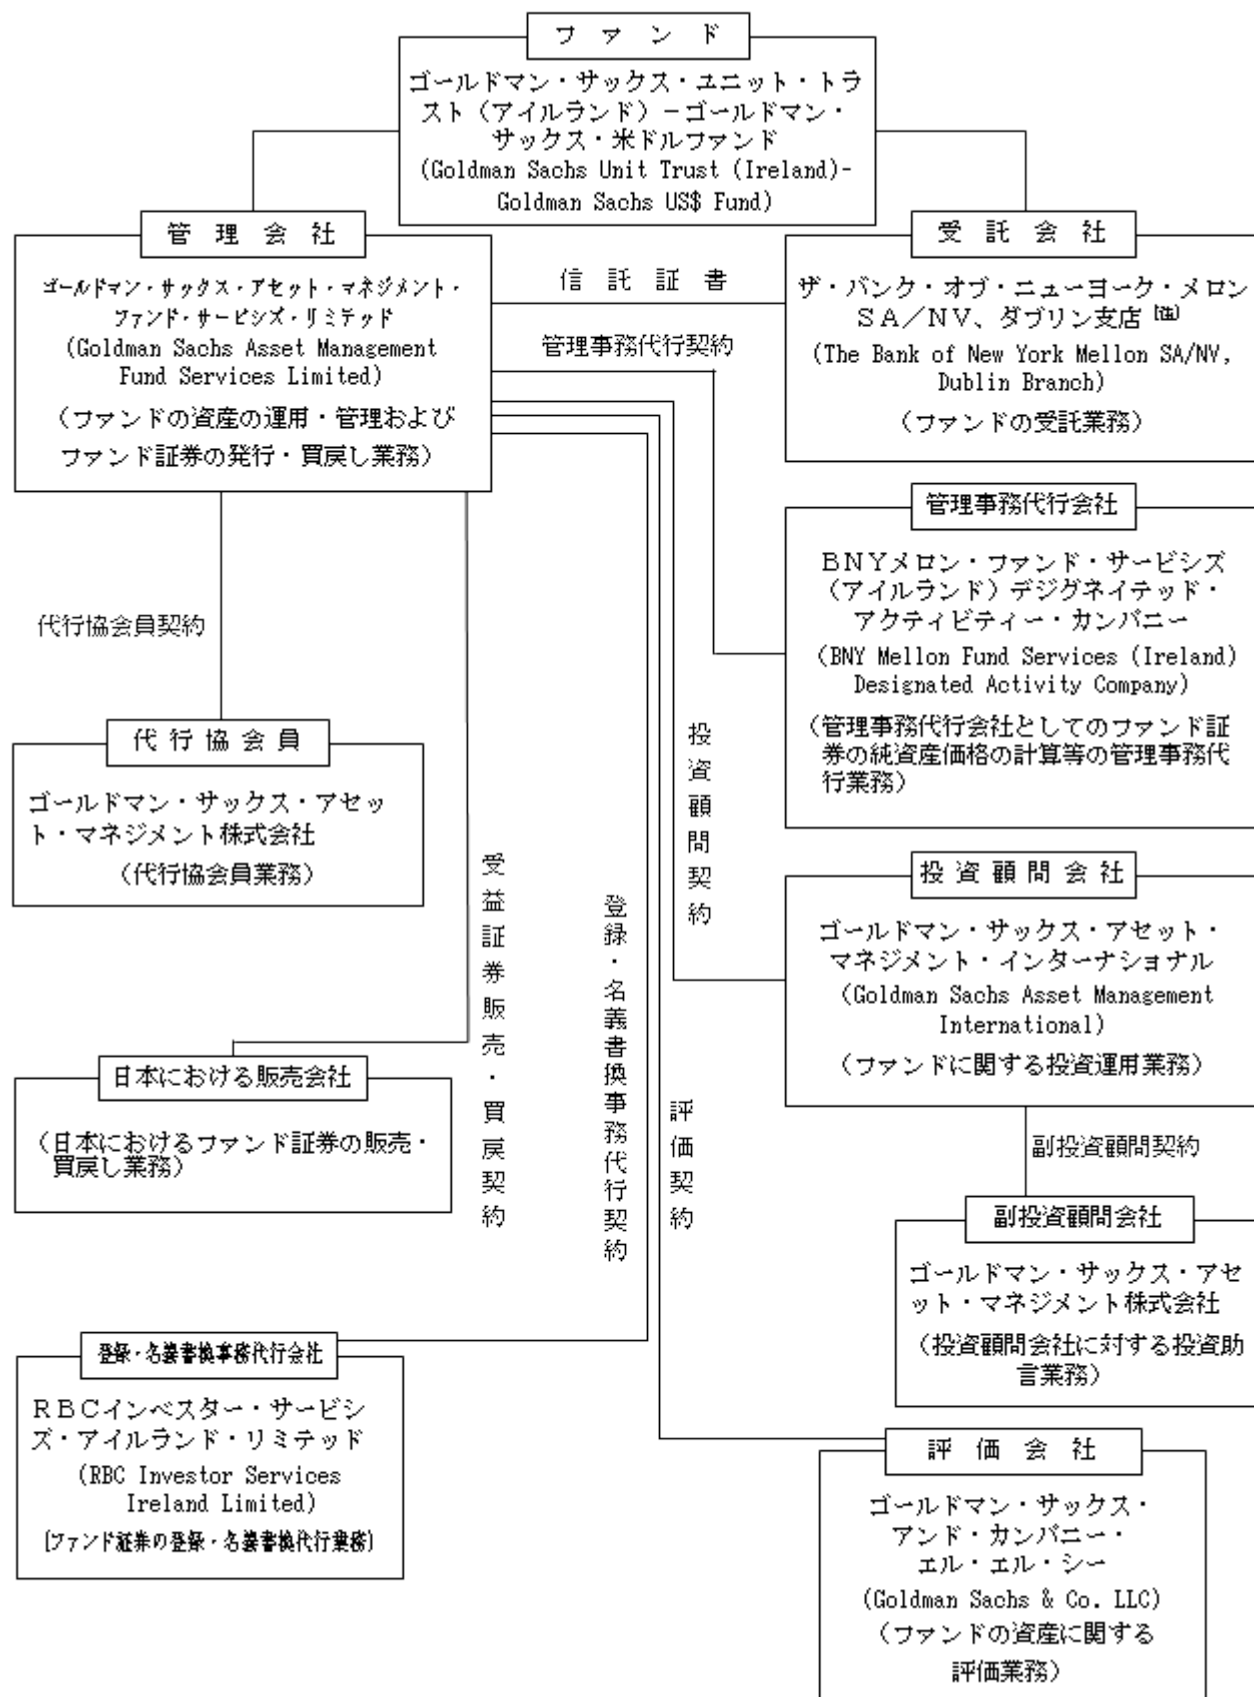 ファンド
ゴールドマン・サックス・ユニット・トラ
スト（アイルランド）－ゴールドマン・
サックス・米ドルファンド
(Goldman Sachs Unit Trust (Ireland)-
Goldman Sachs US$ Fund)
管理会社
ゴールドマン・サックス・アセット・マネジメント・
ファンド・サービシズ・リミテッド
(Goldman Sachs Asset Management
Fund Services Limited)
（ファンドの資産の運用・管理および
ファンド証券の発行・買戻し業務）
信託証書
管理事務代行契約
受託会社
ザ・バンク・オブ・ニューヨーク・メロン
ＳＡ／ＮＶ、ダブリン支店
(The Bank of New York Mellon SA/NV,
Dublin Branch)
（ファンドの受託業務）
管理事務代行会社
ＢＮＹメロン・ファンド・サービシズ
（アイルランド）デジグネイテッド・
アクティビティー・カンパニー
(BNY Mellon Fund Services (Ireland)
Designated Activity Company)
（管理事務代行会社としてのファンド証
券の純資産価格の計算等の管理事務代
行業務）
代行協会員契約
代行協会員
ゴールドマン・サックス・アセッ
ト・マネジメント株式会社
（代行協会員業務）
受益証券販売・買戻契約
登録・名義書換事務代行契約
投資顧問契約
評価契約
投資顧問会社
ゴールドマン・サックス・アセット・
マネジメント・インターナショナル
(Goldman Sachs Asset Management
International)
（ファンドに関する投資運用業務）
日本における販売会社
（日本におけるファンド証券の販売・
買戻し業務）
副投資顧問契約
副投資顧問会社
ゴールドマン・サックス・アセ
ット・マネジメント株式会社
（投資顧問会社に対する投資助
言業務）
登録・名義書換事務代行会社
ＲＢＣインベスター・サービシ
ズ・アイルランド・リミテッド
(RBC Investor Services
Ireland Limited)
(ファンド証券の登録・名義書換代行業務)
評価会社
ゴールドマン・サックス・
アンド・カンパニー・
エル・エル・シー
(Goldman Sachs & Co. LLC)
（ファンドの資産に関する
評価業務）